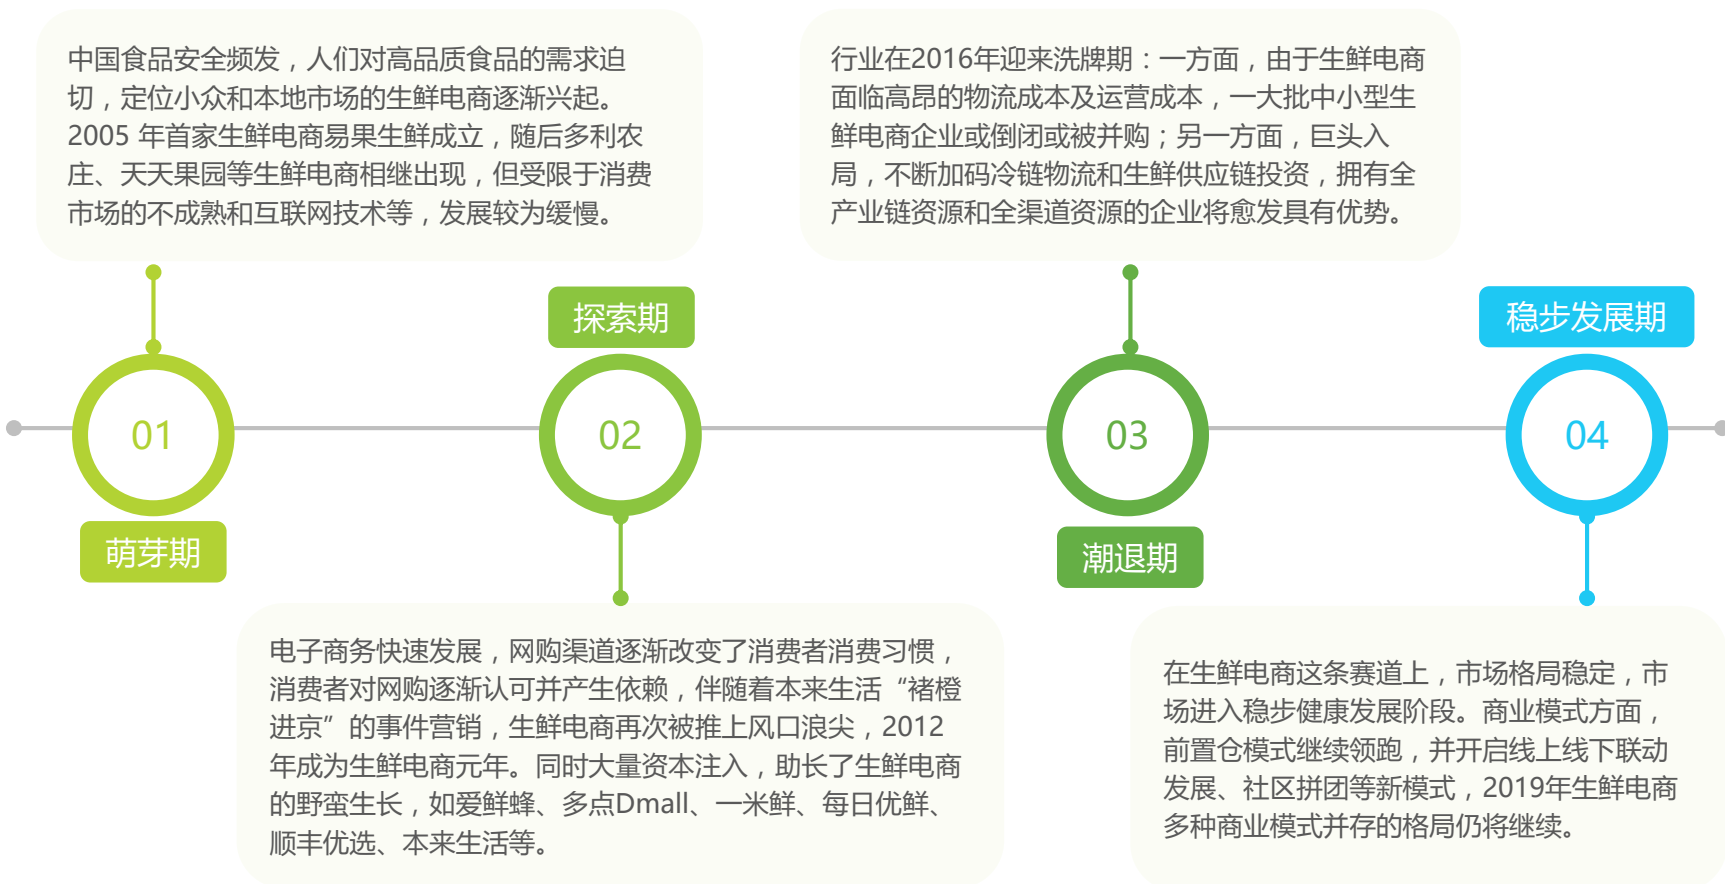 中国食品安全频发，人们对高品质食品的需求迫
切，定位小众和本地市场的生鲜电商逐渐兴起。
2005 年首家生鲜电商易果生鲜成立，随后多利农
庄、天天果园等生鲜电商相继出现，但受限于消费
市场的不成熟和互联网技术等，发展较为缓慢。
01
萌芽期
探索期
02
电子商务快速发展，网购渠道逐渐改变了消费者消费习惯，
消费者对网购逐渐认可并产生依赖，伴随着本来生活“褚橙
进京”的事件营销，生鲜电商再次被推上风口浪尖，2012
年成为生鲜电商元年。同时大量资本注入，助长了生鲜电商
的野蛮生长，如爱鲜蜂、多点Dmall、一米鲜、每日优鲜、
顺丰优选、本来生活等。
行业在2016年迎来洗牌期：一方面，由于生鲜电商
面临高昂的物流成本及运营成本，一大批中小型生
鲜电商企业或倒闭或被并购；另一方面，巨头入
局，不断加码冷链物流和生鲜供应链投资，拥有全
产业链资源和全渠道资源的企业将愈发具有优势。
03
潮退期
稳步发展期
04
在生鲜电商这条赛道上，市场格局稳定，市
场进入稳步健康发展阶段。商业模式方面，
前置仓模式继续领跑，并开启线上线下联动
发展、社区拼团等新模式，2019年生鲜电商
多种商业模式并存的格局仍将继续。